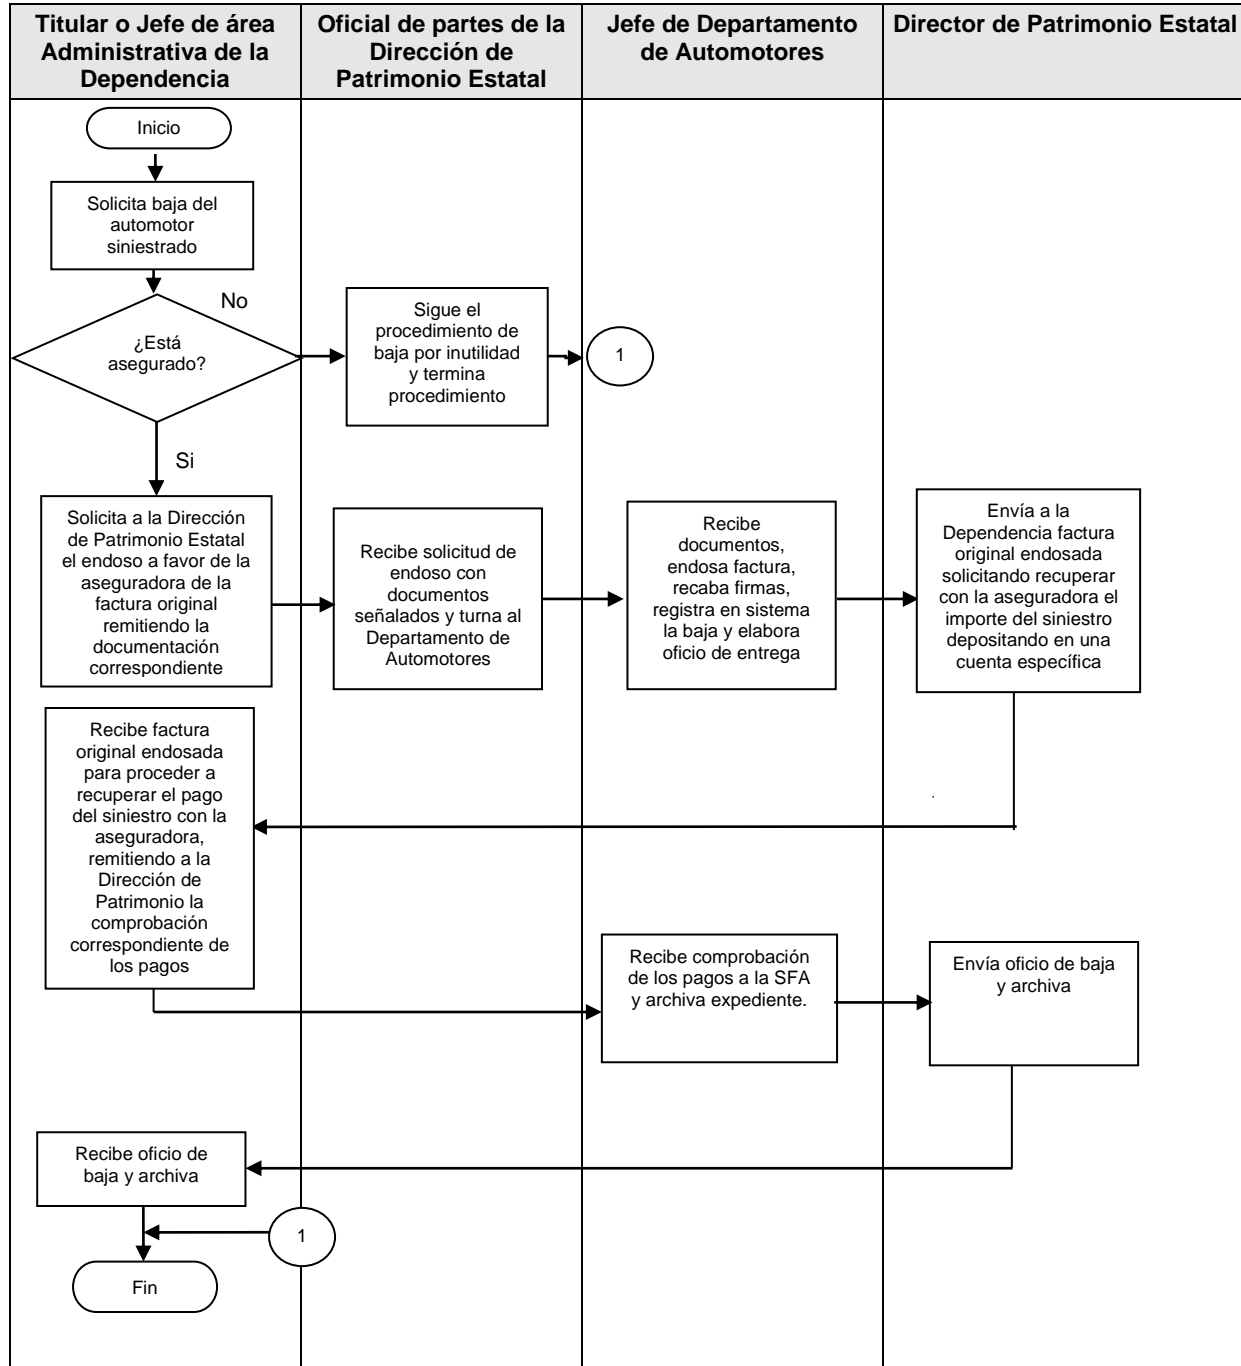 Titular o Jefe de área
Administrativa de la
Dependencia
Oficial de partes de la
Dirección de
Patrimonio Estatal
Jefe de Departamento
de Automotores
Director de Patrimonio Estatal
Inicio
Solicita baja del
automotor
siniestrado
¿Está
asegurado?
No
Sigue el
procedimiento de
baja por inutilidad
y termina
procedimiento
1
Si
Solicita a la Dirección
de Patrimonio Estatal
el endoso a favor de la
aseguradora de la
factura original
remitiendo la
documentación
correspondiente
Recibe solicitud de
endoso con
documentos
señalados y turna al
Departamento de
Automotores
Recibe
documentos,
endosa factura,
recaba firmas,
registra en sistema
la baja y elabora
oficio de entrega
Envía a la
Dependencia factura
original endosada
solicitando recuperar
con la aseguradora el
importe del siniestro
depositando en una
cuenta específica
Recibe factura
original endosada
para proceder a
recuperar el pago
del siniestro con la
aseguradora,
remitiendo a la
Dirección de
Patrimonio la
comprobación
correspondiente de
los pagos
Recibe comprobación
de los pagos a la SFA
y archiva expediente.
Envía oficio de baja
y archiva
Recibe oficio de
baja y archiva
1
Fin